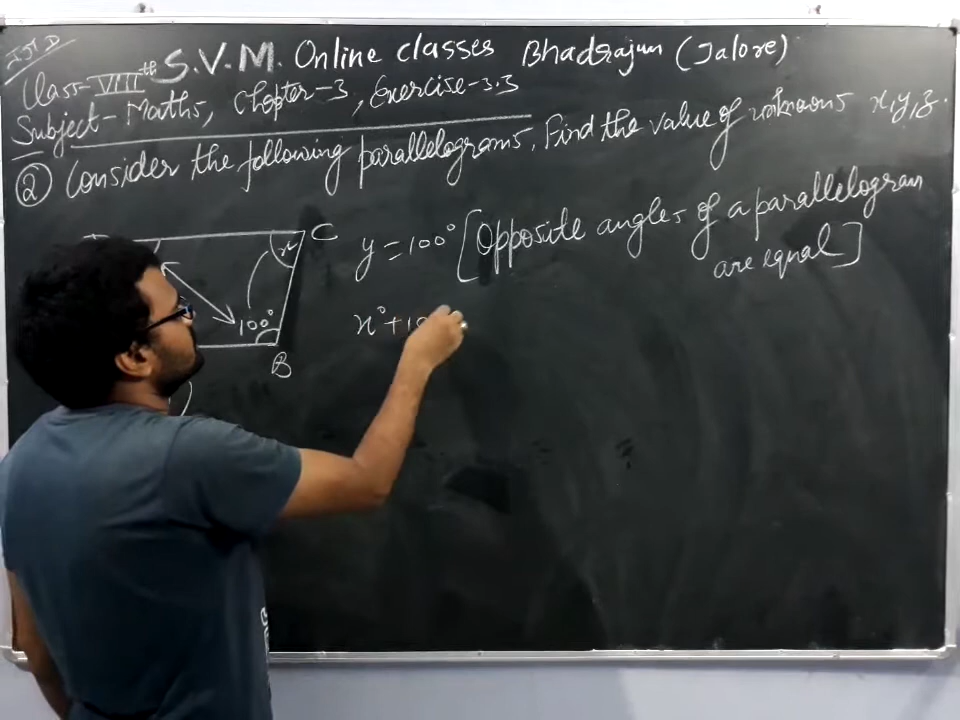 Class-VIIIth S.V.M. Online classes Bhadrajun (Jalore)
Subject-Maths, Chapter-3, Exercise-3.3
② Consider the following parallelograms, Find the value of unknowns x,y,z.
C
x°
100°
B
y = 100° [Opposite angles of a parallelogram
are equal]
x° + 10